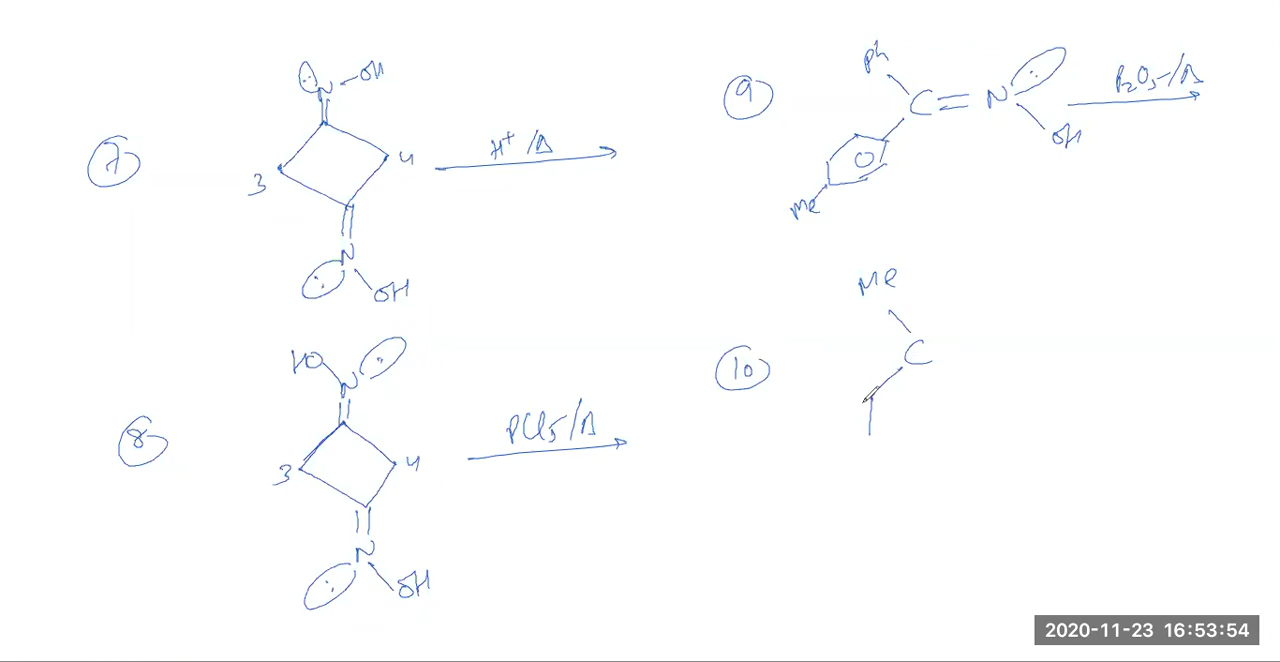 7
N-OH
H⁺/Δ
4
3
N
OH
8
HO
N
PCl5/Δ
4
3
N
OH
9
Ph
C=N
P2O5/Δ
OH
O
Me
10
Me
C
2020-11-23 16:53:54